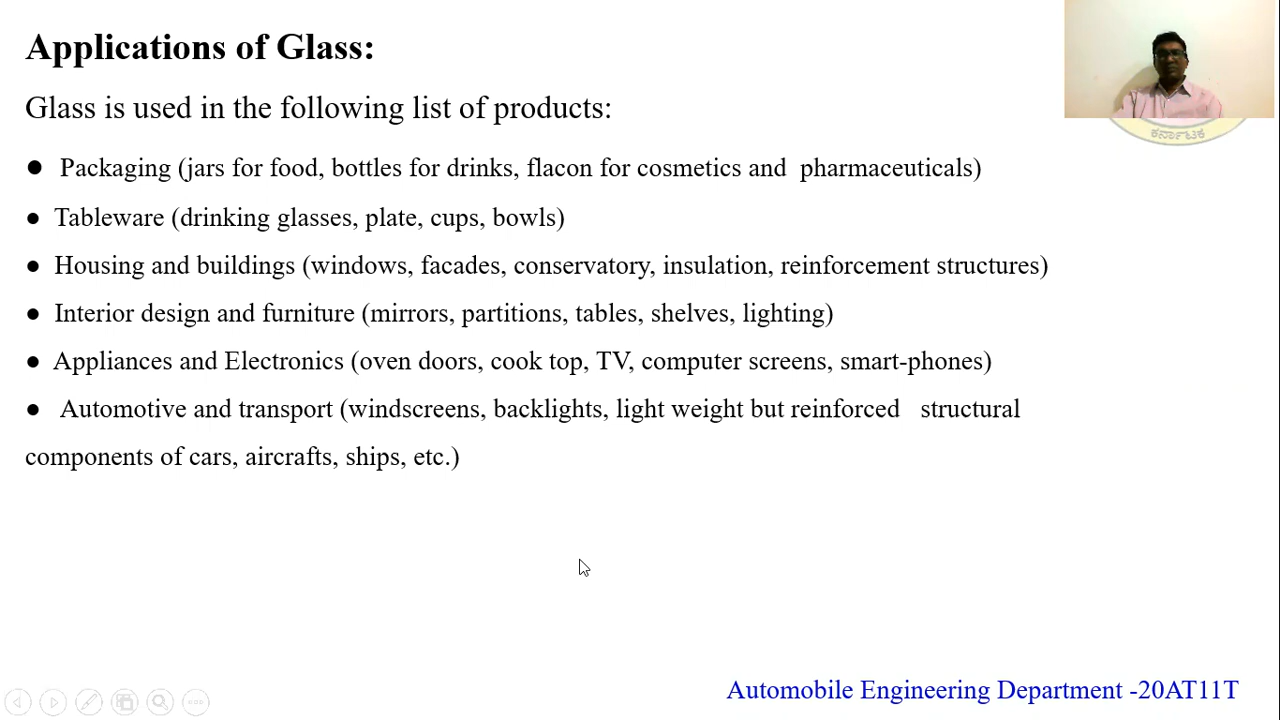 Applications of Glass:
Glass is used in the following list of products:
● Packaging (jars for food, bottles for drinks, flacon for cosmetics and pharmaceuticals)
● Tableware (drinking glasses, plate, cups, bowls)
● Housing and buildings (windows, facades, conservatory, insulation, reinforcement structures)
● Interior design and furniture (mirrors, partitions, tables, shelves, lighting)
● Appliances and Electronics (oven doors, cook top, TV, computer screens, smart-phones)
● Automotive and transport (windscreens, backlights, light weight but reinforced structural
components of cars, aircrafts, ships, etc.)
ಕರ್ನಾಟಕ
Automobile Engineering Department -20AT11T